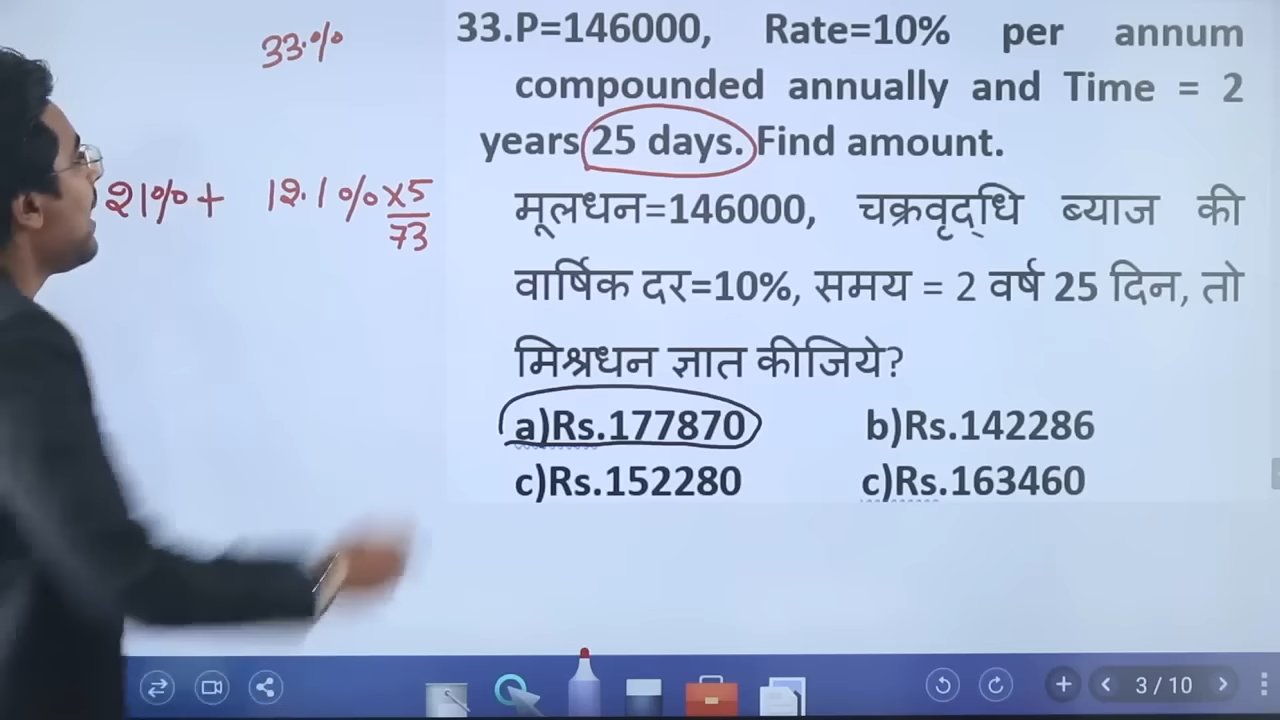 33.%
21%+ 12.1%×5
73
33.P=146000, Rate=10% per annum
compounded annually and Time = 2
years 25 days. Find amount.
मूलधन=146000, चक्रवृद्धि ब्याज की
वार्षिक दर=10%, समय = 2 वर्ष 25 दिन, तो
मिश्रधन ज्ञात कीजिये?
a)Rs.177870 b)Rs.142286
c)Rs.152280 c)Rs.163460
3 / 10